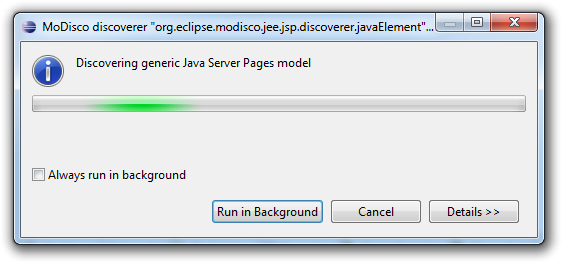 MoDisco discoverer "org.eclipse.modisco.jee.jsp.discoverer.javaElement"...
Discovering generic Java Server Pages model
Always run in background
Run in Background Cancel Details >>